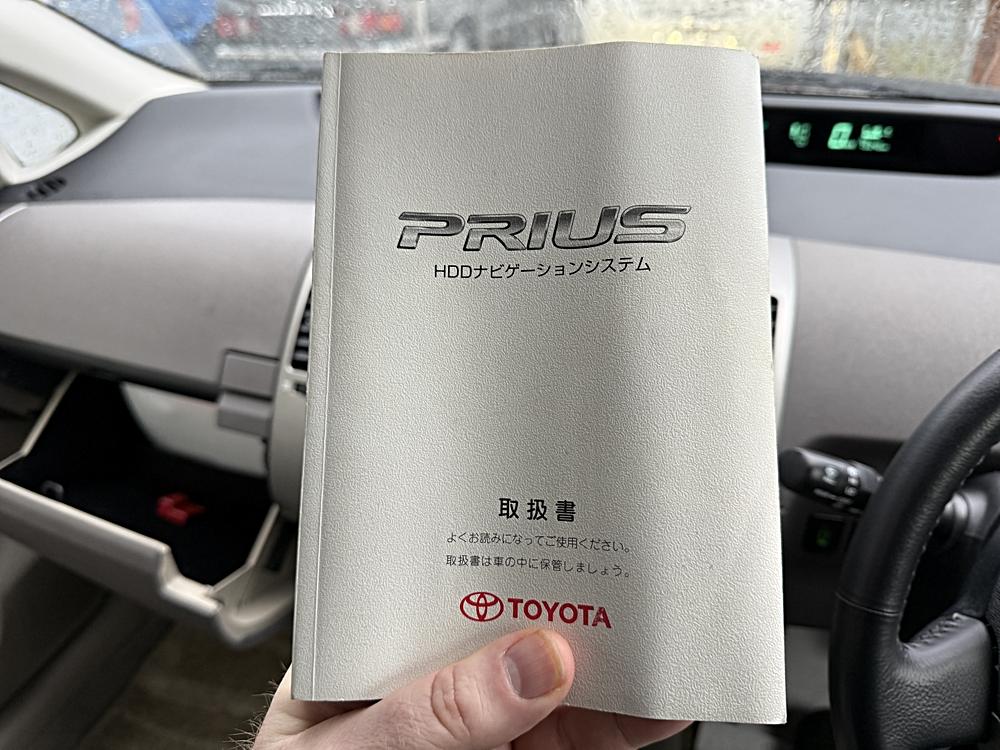 PRIUS
HDDナビゲーションシステム
取扱書
よくお読みになってご使用ください。
取扱書は車の中に保管しましょう。
TOYOTA